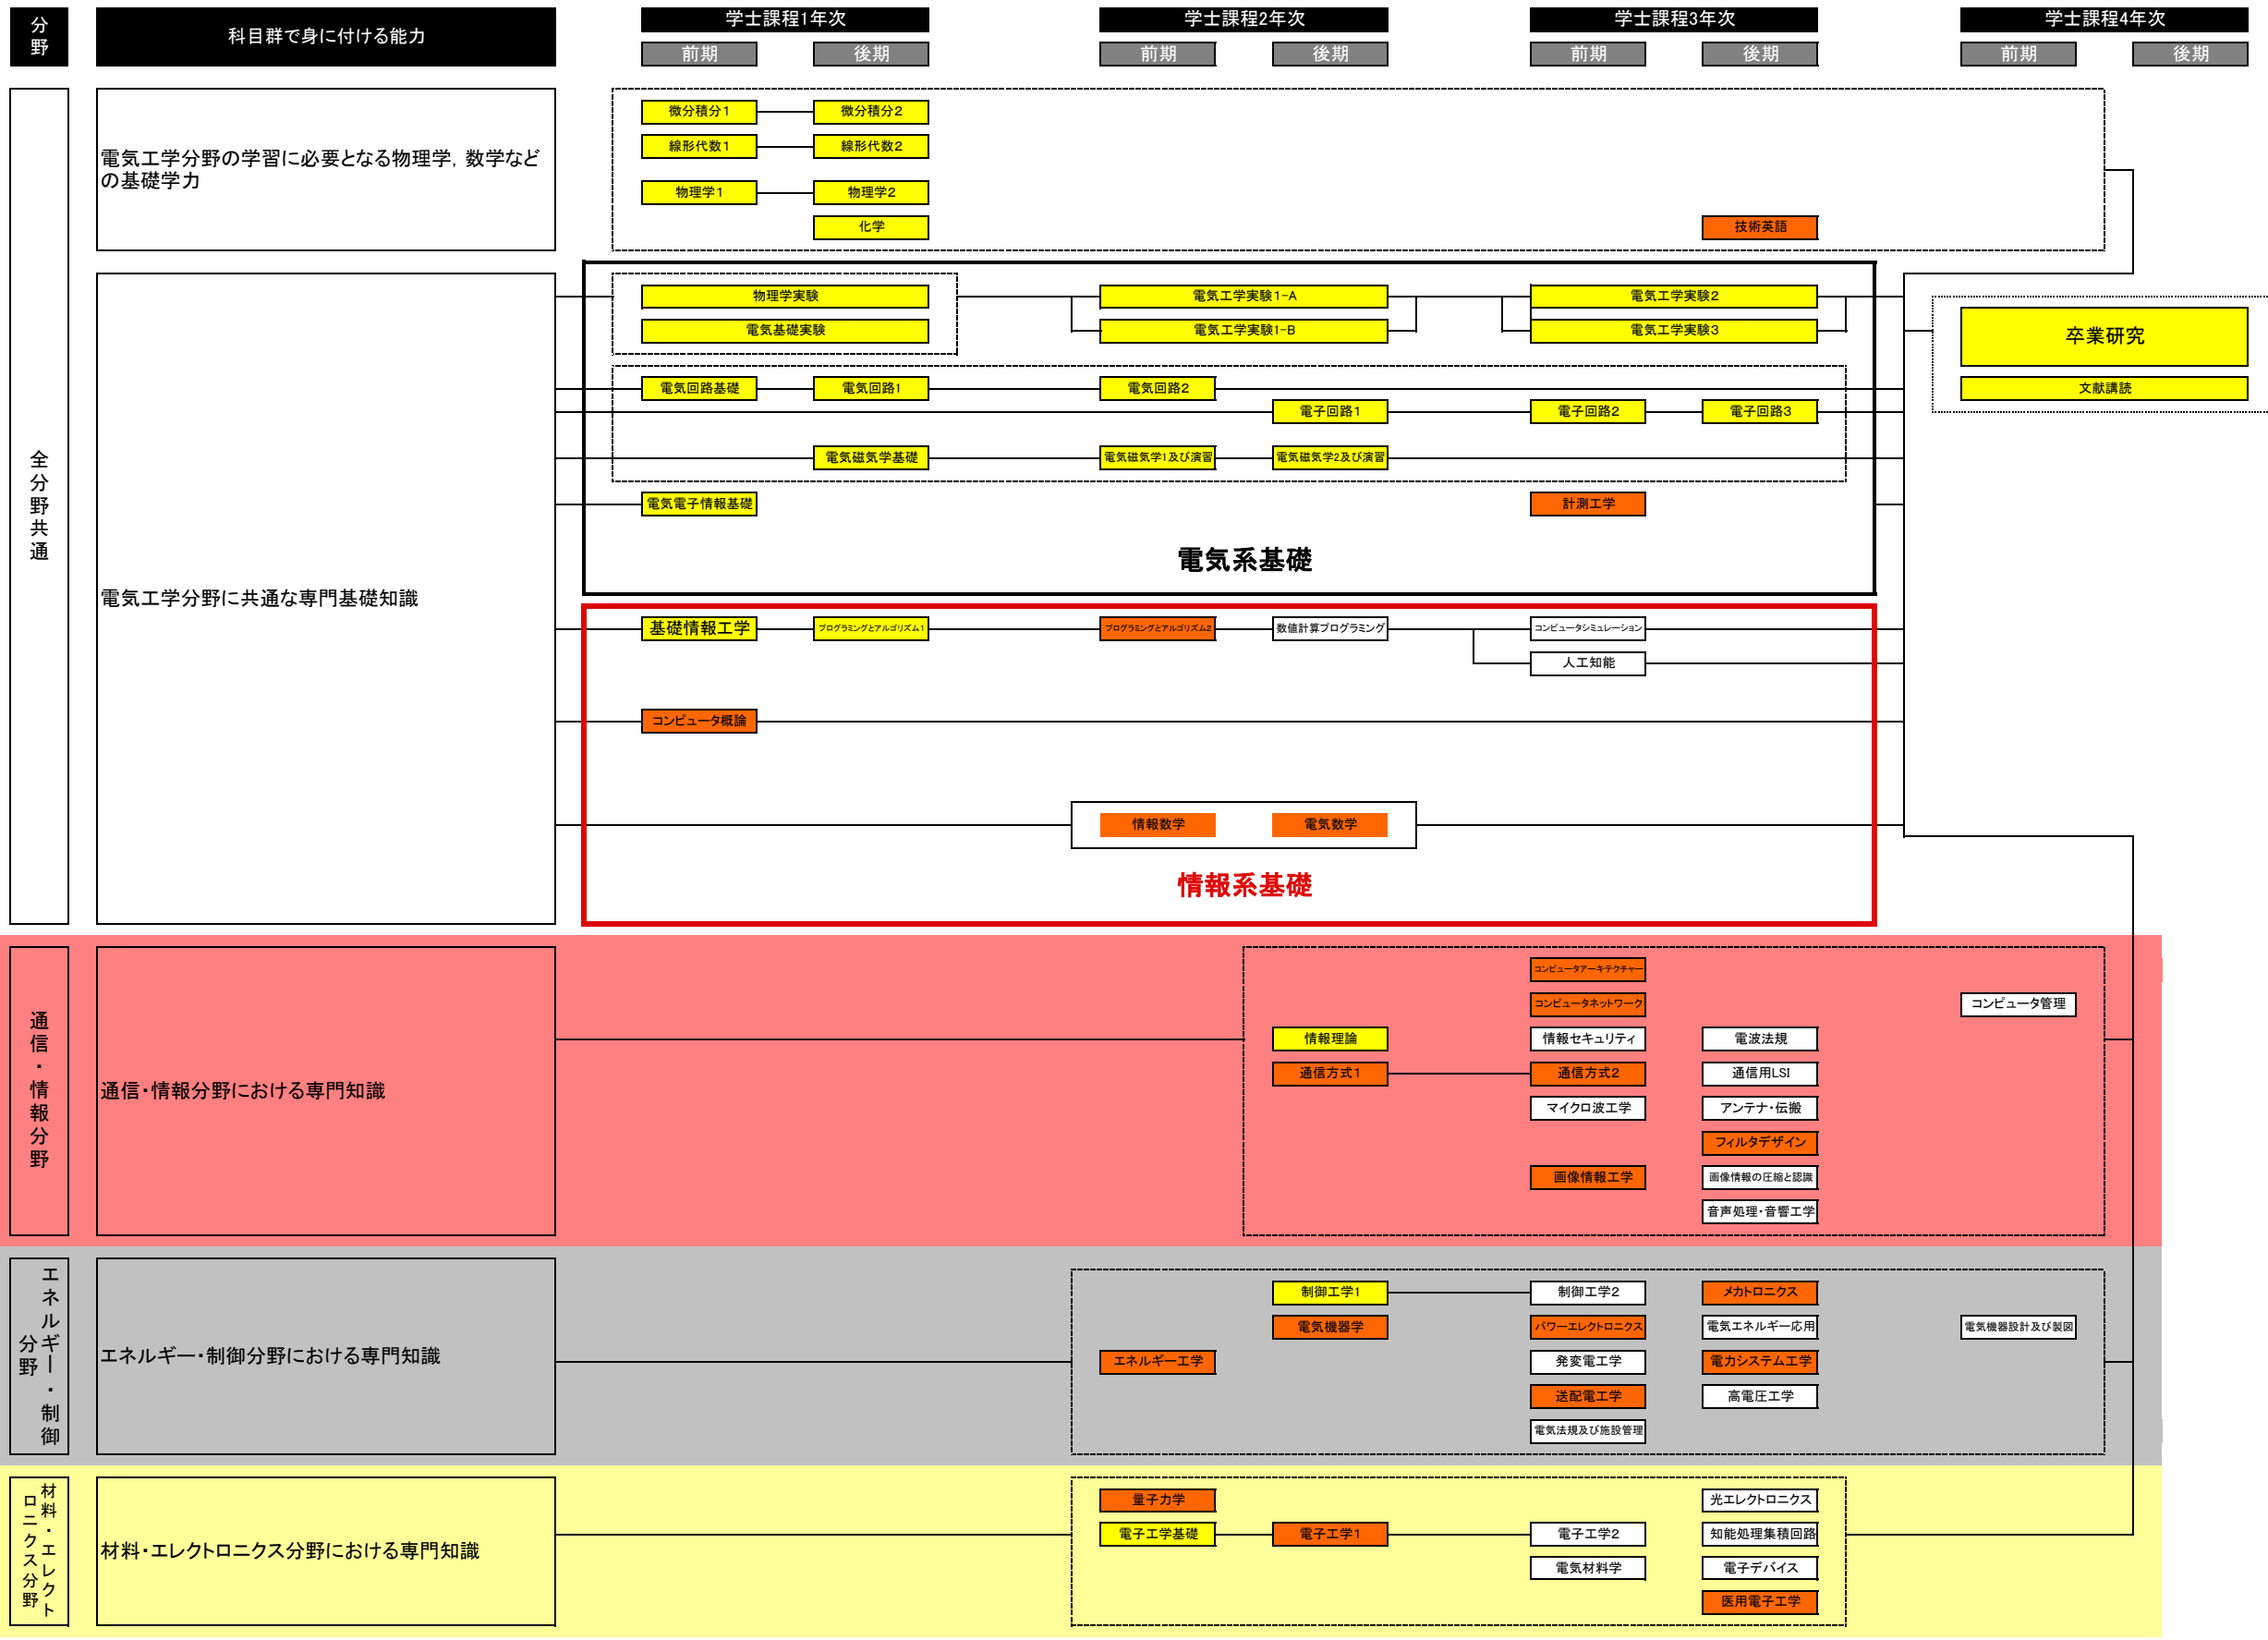 分野
科目群で身に付ける能力
学士課程1年次
学士課程2年次
学士課程3年次
学士課程4年次
前期
後期
前期
後期
前期
後期
前期
後期
全分野共通
電気工学分野の学習に必要となる物理学，数学など
の基礎学力
微分積分1
微分積分2
線形代数1
線形代数2
物理学1
物理学2
化学
技術英語
電気工学分野に共通な専門基礎知識
物理学実験
電気工学実験1-A
電気工学実験2
電気基礎実験
電気工学実験1-B
電気工学実験3
卒業研究
文献講読
電気回路基礎
電気回路1
電気回路2
電子回路1
電子回路2
電子回路3
電気磁気学基礎
電気磁気学1及び演習
電気磁気学2及び演習
電気電子情報基礎
計測工学
電気系基礎
基礎情報工学
プログラミングとアルゴリズム1
プログラミングとアルゴリズム2
数値計算プログラミング
コンピュータシミュレーション
人工知能
コンピュータ概論
情報数学
電気数学
情報系基礎
通信・情報分野
通信・情報分野における専門知識
コンピュータアーキテクチャー
コンピュータネットワーク
コンピュータ管理
情報理論
情報セキュリティ
電波法規
通信方式1
通信方式2
通信用LSI
マイクロ波工学
アンテナ・伝搬
フィルタデザイン
画像情報工学
画像情報の圧縮と認識
音声処理・音響工学
エネルギー・制御
分野
エネルギー・制御分野における専門知識
制御工学1
制御工学2
メカトロニクス
電気機器学
パワーエレクトロニクス
電気エネルギー応用
電気機器設計及び製図
エネルギー工学
発変電工学
電力システム工学
送配電工学
高電圧工学
電気法規及び施設管理
材料・エレクト
ロニクス分野
材料・エレクトロニクス分野における専門知識
量子力学
光エレクトロニクス
電子工学基礎
電子工学1
電子工学2
知能処理集積回路
電気材料学
電子デバイス
医用電子工学